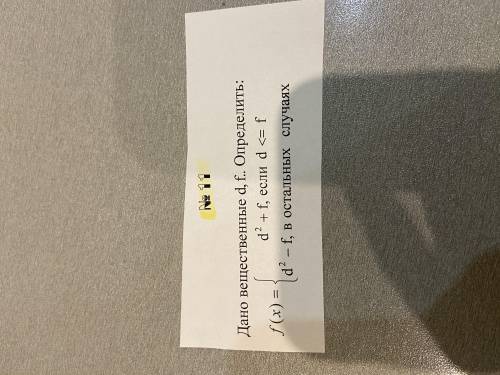 № 11
Дано вещественные d, f.. Определить:
d² + f, если d <= f
f (x) = {
d² − f, в остальных случаях